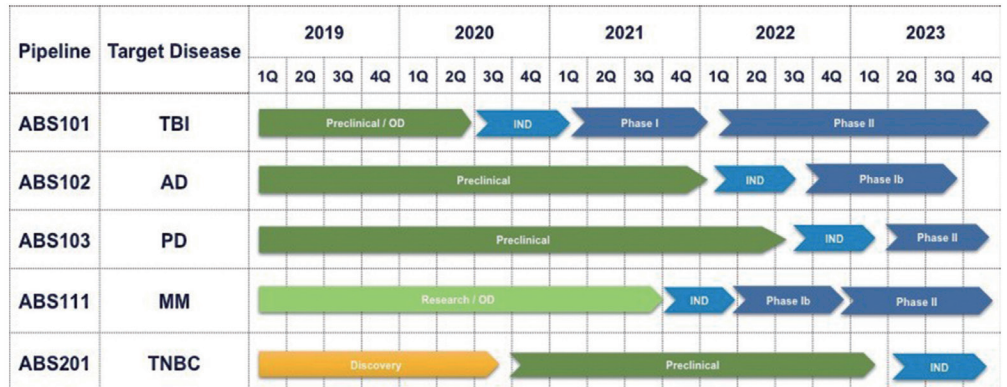 Pipeline Target Disease 2019 2020 2021 2022 2023
1Q 2Q 3Q 4Q 1Q 2Q 3Q 4Q 1Q 2Q 3Q 4Q 1Q 2Q 3Q 4Q 1Q 2Q 3Q 4Q
ABS101 TBI Preclinical / OD IND Phase I Phase II
ABS102 AD Preclinical IND Phase Ib
ABS103 PD Preclinical IND Phase II
ABS111 MM Research / OD IND Phase Ib Phase II
ABS201 TNBC Discovery Preclinical IND